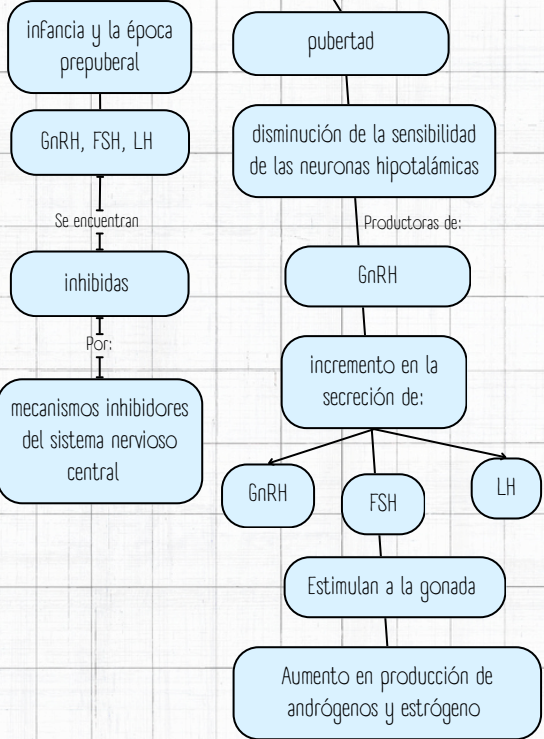 infancia y la época
prepuberal
GnRH, FSH, LH
Se encuentran
inhibidas
Por:
mecanismos inhibidores
del sistema nervioso
central
pubertad
disminución de la sensibilidad
de las neuronas hipotalámicas
Productoras de:
GnRH
incremento en la
secreción de:
GnRH
FSH
LH
Estimulan a la gonada
Aumento en producción de
andrógenos y estrógeno